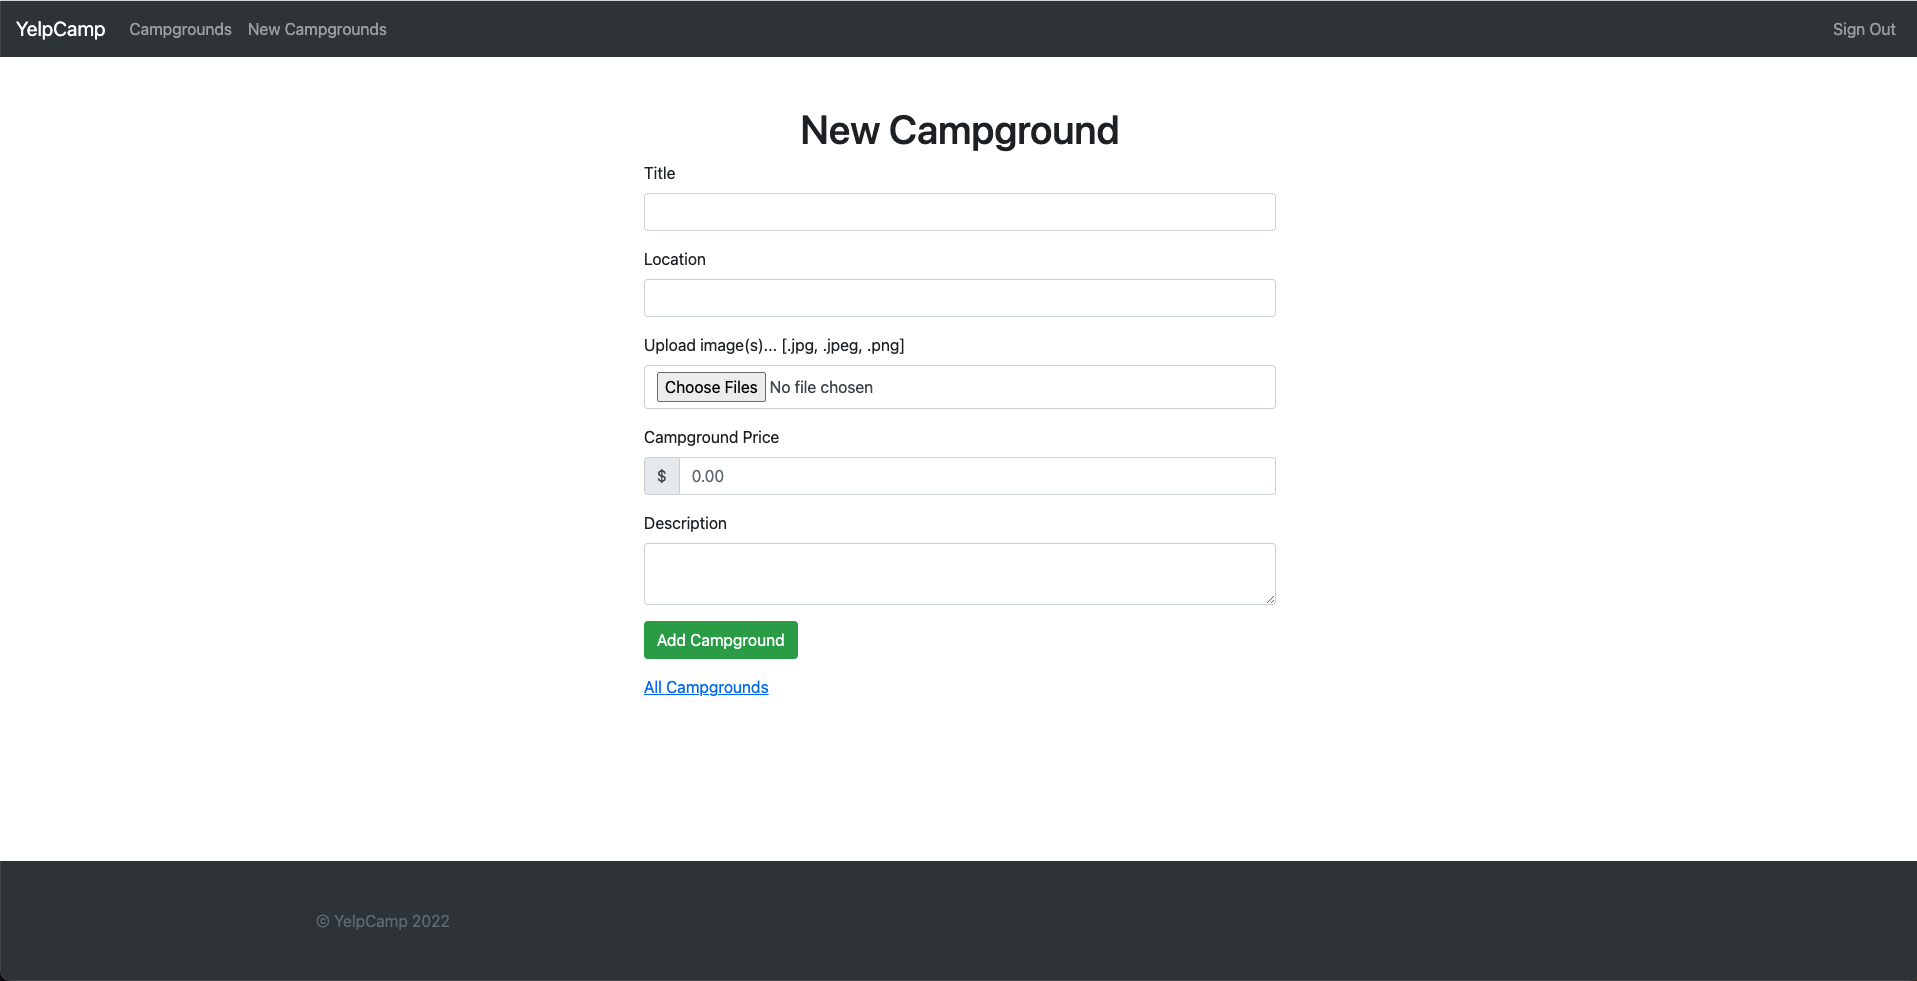 YelpCamp Campgrounds New Campgrounds Sign Out
New Campground
Title
Location
Upload image(s)... [.jpg, .jpeg, .png]
Choose Files No file chosen
Campground Price
$ 0.00
Description
Add Campground
All Campgrounds
© YelpCamp 2022